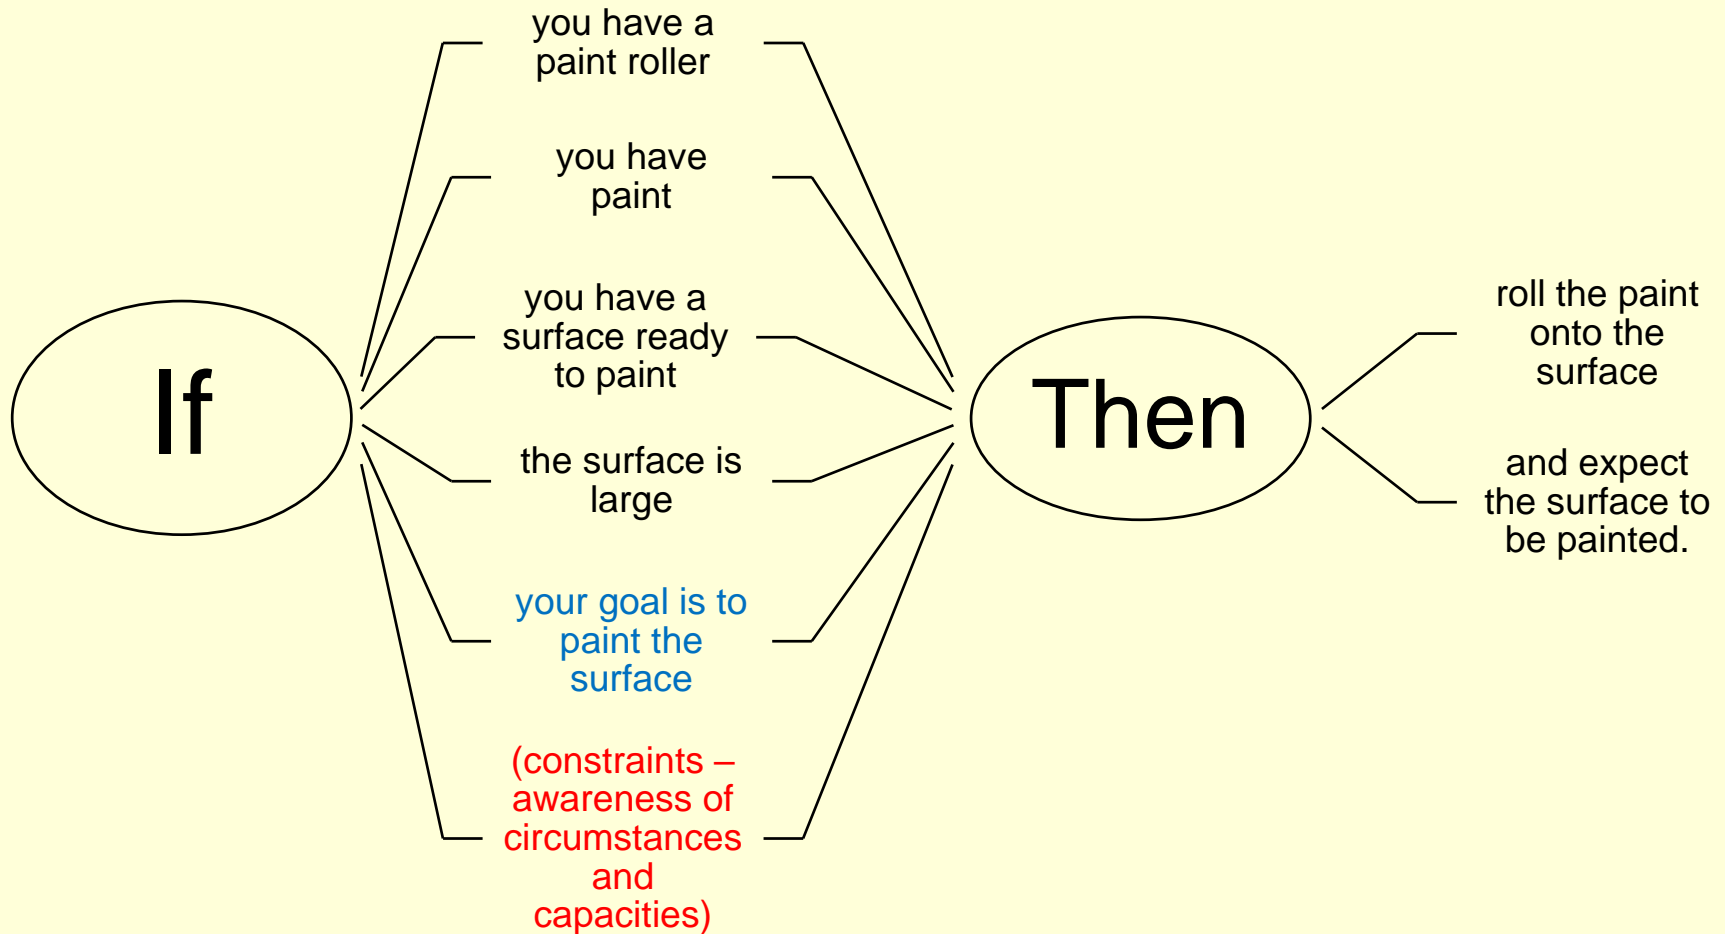 If
you have a
paint roller
you have
paint
you have a
surface ready
to paint
the surface is
large
your goal is to
paint the
surface
(constraints –
awareness of
circumstances
and
capacities)
Then
roll the paint
onto the
surface
and expect
the surface to
be painted.